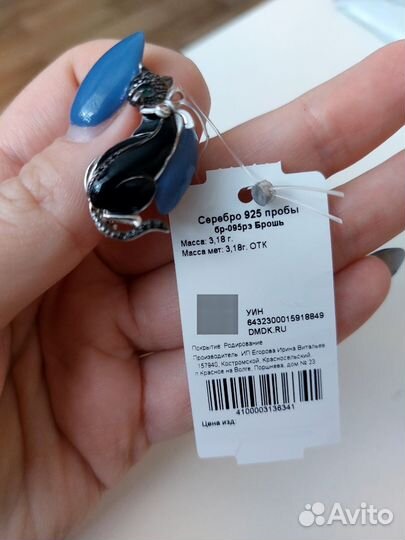 Серебро 925 пробы
бр-095рз Брошь
Масса: 3,18 г.
Масса мет: 3,18г. ОТК
УИН
6432300015918849
DMDK.RU
Покрытие: Родирование
Производитель: ИП Егорова Ирина Витальев
157940, Костромской, Красносельский
п Красное на Волге, Поршнева, дом № 23
4100003136341
Цена изд:
Avito